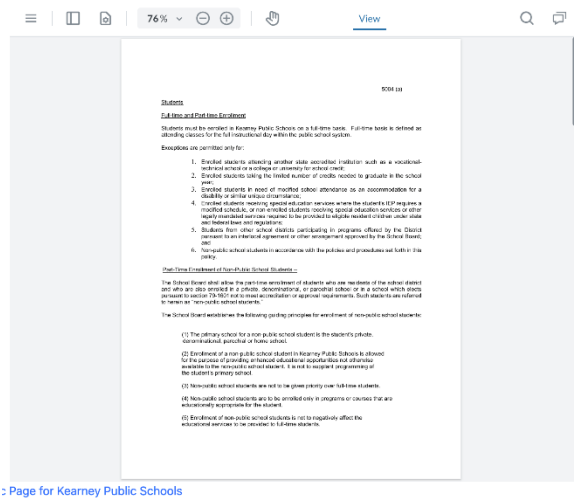 76%
View
5004 (a)
Students
Full-time and Part-time Enrollment
Students must be enrolled in Kearney Public Schools on a full-time basis. Full-time basis is defined as
attending classes for the full instructional day within the public school system.
Exceptions are permitted only for:
1. Enrolled students attending another state accredited institution such as a vocational-
technical school or a college or university for school credit;
2. Enrolled students taking the limited number of credits needed to graduate in the school
year;
3. Enrolled students in need of modified school attendance as an accommodation for a
disability or similar unique circumstance;
4. Enrolled students receiving special education services where the student's IEP requires a
modified schedule, or non enrolled students receiving special education services or other
legally mandated services required to be provided to eligible resident children under state
and federal laws and regulations;
5. Students from other school districts participating in programs offered by the District
pursuant to an interlocal agreement or other arrangement approved by the School Board;
and
6. Non-public school students in accordance with the policies and procedures set forth in this
policy.
Part-Time Enrollment of Non-Public School Students –
The School Board shall allow the part-time enrollment of students who are residents of the school district
and who are also enrolled in a private, denominational, or parochial school or in a school which elects
pursuant to section 79-1601 not to meet accreditation or approval requirements. Such students are referred
to herein as "non-public school students."
The School Board establishes the following guiding principles for enrollment of non-public school students:
(1) The primary school for a non-public school student is the student's private,
denominational, parochial or home school.
(2) Enrollment of a non-public school student in Kearney Public Schools is allowed
for the purpose of providing enhanced educational opportunities not otherwise
available to the non-public school student. It is not to supplant programming of
the student's primary school.
(3) Non-public school students are not to be given priority over full-time students.
(4) Non-public school students are to be enrolled only in programs or courses that are
educationally appropriate for the student.
(5) Enrollment of non-public school students is not to negatively affect the
educational services to be provided to full-time students.
Page for Kearney Public Schools